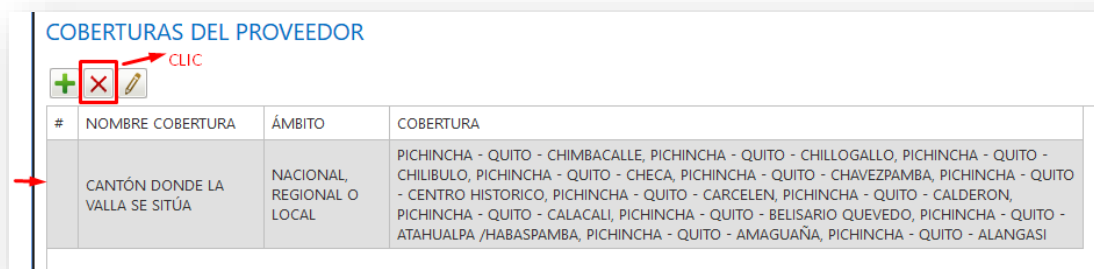 COBERTURAS DEL PROVEEDOR
CLIC
# NOMBRE COBERTURA ÁMBITO COBERTURA
CANTÓN DONDE LA
VALLA SE SITÚA
NACIONAL,
REGIONAL O
LOCAL
PICHINCHA - QUITO - CHIMBACALLE, PICHINCHA - QUITO - CHILLOGALLO, PICHINCHA - QUITO -
CHILIBULO, PICHINCHA - QUITO - CHECA, PICHINCHA - QUITO - CHAVEZPAMBA, PICHINCHA - QUITO
- CENTRO HISTORICO, PICHINCHA - QUITO - CARCELEN, PICHINCHA - QUITO - CALDERON,
PICHINCHA - QUITO - CALACALI, PICHINCHA - QUITO - BELISARIO QUEVEDO, PICHINCHA - QUITO -
ATAHUALPA /HABASPAMBA, PICHINCHA - QUITO - AMAGUAÑA, PICHINCHA - QUITO - ALANGASI